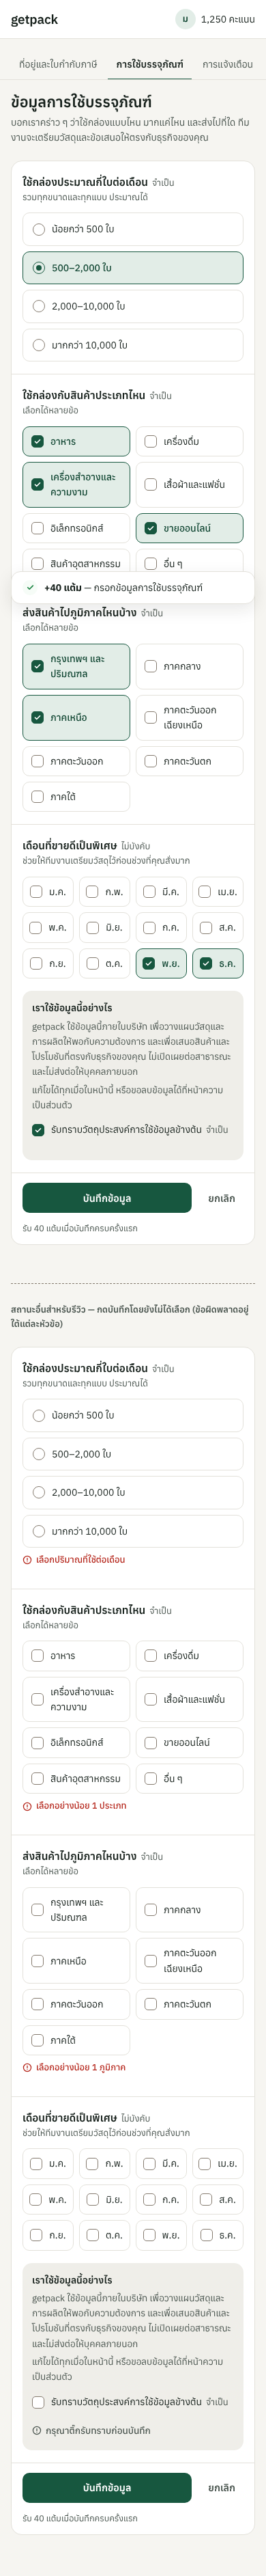 getpack
ม 1,250 คะแนน
ที่อยู่และใบกำกับภาษี การใช้บรรจุภัณฑ์ การแจ้งเตือน
ข้อมูลการใช้บรรจุภัณฑ์
บอกเราคร่าว ๆ ว่าใช้กล่องแบบไหน มากแค่ไหน และส่งไปที่ใด ทีม
งานจะเตรียมวัสดุและข้อเสนอให้ตรงกับธุรกิจของคุณ
ใช้กล่องประมาณกี่ใบต่อเดือน จำเป็น
รวมทุกขนาดและทุกแบบ ประมาณได้
น้อยกว่า 500 ใบ
500–2,000 ใบ
2,000–10,000 ใบ
มากกว่า 10,000 ใบ
ใช้กล่องกับสินค้าประเภทไหน จำเป็น
เลือกได้หลายข้อ
อาหาร เครื่องดื่ม
เครื่องสำอางและ
ความงาม
เสื้อผ้าและแฟชั่น
อิเล็กทรอนิกส์ ขายออนไลน์
สินค้าอุตสาหกรรม อื่น ๆ
+40 แต้ม — กรอกข้อมูลการใช้บรรจุภัณฑ์
ส่งสินค้าไปภูมิภาคไหนบ้าง จำเป็น
เลือกได้หลายข้อ
กรุงเทพฯ และ
ปริมณฑล
ภาคกลาง
ภาคเหนือ
ภาคตะวันออก
เฉียงเหนือ
ภาคตะวันออก ภาคตะวันตก
ภาคใต้
เดือนที่ขายดีเป็นพิเศษ ไม่บังคับ
ช่วยให้ทีมงานเตรียมวัสดุไว้ก่อนช่วงที่คุณสั่งมาก
ม.ค. ก.พ. มี.ค. เม.ย.
พ.ค. มิ.ย. ก.ค. ส.ค.
ก.ย. ต.ค. พ.ย. ธ.ค.
เราใช้ข้อมูลนี้อย่างไร
getpack ใช้ข้อมูลนี้ภายในบริษัท เพื่อวางแผนวัสดุและ
การผลิตให้พอกับความต้องการ และเพื่อเสนอสินค้าและ
โปรโมชันที่ตรงกับธุรกิจของคุณ ไม่เปิดเผยต่อสาธารณะ
และไม่ส่งต่อให้บุคคลภายนอก
แก้ไขได้ทุกเมื่อในหน้านี้ หรือขอลบข้อมูลได้ที่หน้าความ
เป็นส่วนตัว
รับทราบวัตถุประสงค์การใช้ข้อมูลข้างต้น จำเป็น
บันทึกข้อมูล ยกเลิก
รับ 40 แต้มเมื่อบันทึกครบครั้งแรก
สถานะอื่นสำหรับรีวิว — กดบันทึกโดยยังไม่ได้เลือก (ข้อผิดพลาดอยู่
ใต้แต่ละหัวข้อ)
ใช้กล่องประมาณกี่ใบต่อเดือน จำเป็น
รวมทุกขนาดและทุกแบบ ประมาณได้
น้อยกว่า 500 ใบ
500–2,000 ใบ
2,000–10,000 ใบ
มากกว่า 10,000 ใบ
เลือกปริมาณที่ใช้ต่อเดือน
ใช้กล่องกับสินค้าประเภทไหน จำเป็น
เลือกได้หลายข้อ
อาหาร เครื่องดื่ม
เครื่องสำอางและ
ความงาม
เสื้อผ้าและแฟชั่น
อิเล็กทรอนิกส์ ขายออนไลน์
สินค้าอุตสาหกรรม อื่น ๆ
เลือกอย่างน้อย 1 ประเภท
ส่งสินค้าไปภูมิภาคไหนบ้าง จำเป็น
เลือกได้หลายข้อ
กรุงเทพฯ และ
ปริมณฑล
ภาคกลาง
ภาคเหนือ
ภาคตะวันออก
เฉียงเหนือ
ภาคตะวันออก ภาคตะวันตก
ภาคใต้
เลือกอย่างน้อย 1 ภูมิภาค
เดือนที่ขายดีเป็นพิเศษ ไม่บังคับ
ช่วยให้ทีมงานเตรียมวัสดุไว้ก่อนช่วงที่คุณสั่งมาก
ม.ค. ก.พ. มี.ค. เม.ย.
พ.ค. มิ.ย. ก.ค. ส.ค.
ก.ย. ต.ค. พ.ย. ธ.ค.
เราใช้ข้อมูลนี้อย่างไร
getpack ใช้ข้อมูลนี้ภายในบริษัท เพื่อวางแผนวัสดุและ
การผลิตให้พอกับความต้องการ และเพื่อเสนอสินค้าและ
โปรโมชันที่ตรงกับธุรกิจของคุณ ไม่เปิดเผยต่อสาธารณะ
และไม่ส่งต่อให้บุคคลภายนอก
แก้ไขได้ทุกเมื่อในหน้านี้ หรือขอลบข้อมูลได้ที่หน้าความ
เป็นส่วนตัว
รับทราบวัตถุประสงค์การใช้ข้อมูลข้างต้น จำเป็น
กรุณาติ๊กรับทราบก่อนบันทึก
บันทึกข้อมูล ยกเลิก
รับ 40 แต้มเมื่อบันทึกครบครั้งแรก